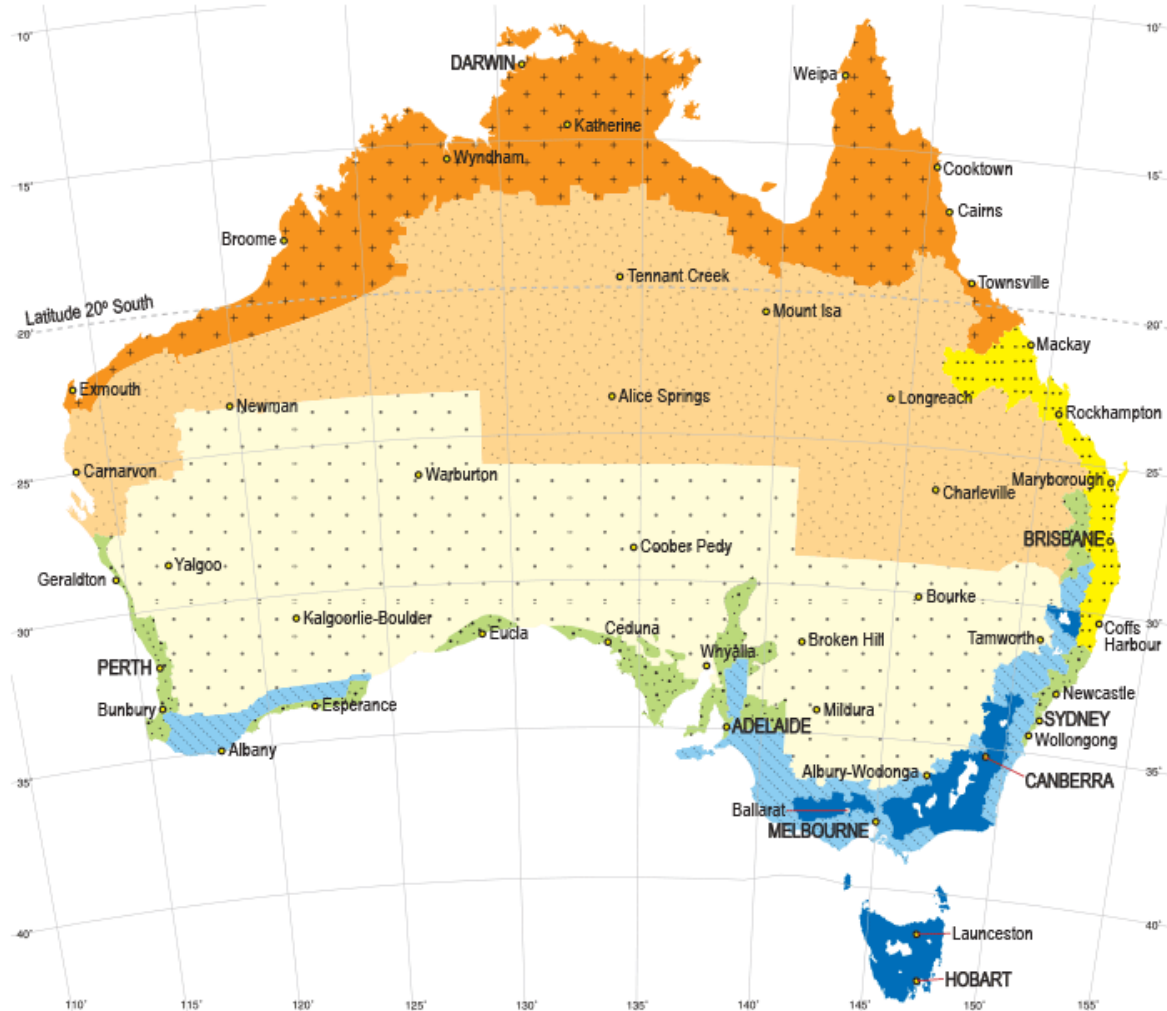 10˚
10˚
DARWIN
Weipa
Katherine
Wyndham
Cooktown
15˚
15˚
Cairns
Broome
Tennant Creek
Townsville
Latitude 20º South
Mount Isa
20˚
20˚
Mackay
Exmouth
Alice Springs
Longreach
Newman
Rockhampton
Carnarvon
Warburton
25˚
Maryborough
25˚
Charleville
BRISBANE
Coober Pedy
Yalgoo
Geraldton
Bourke
Kalgoorlie-Boulder
30˚
Eucla
Ceduna
Broken Hill
Tamworth
30˚
Coffs
Harbour
Whyalla
PERTH
Newcastle
Bunbury
Esperance
Mildura
SYDNEY
ADELAIDE
Wollongong
Albany
35˚
Albury-Wodonga
35˚
CANBERRA
Ballarat
MELBOURNE
40˚
40˚
Launceston
HOBART
110˚
115˚
120˚
125˚
130˚
135˚
140˚
145˚
150˚
155˚